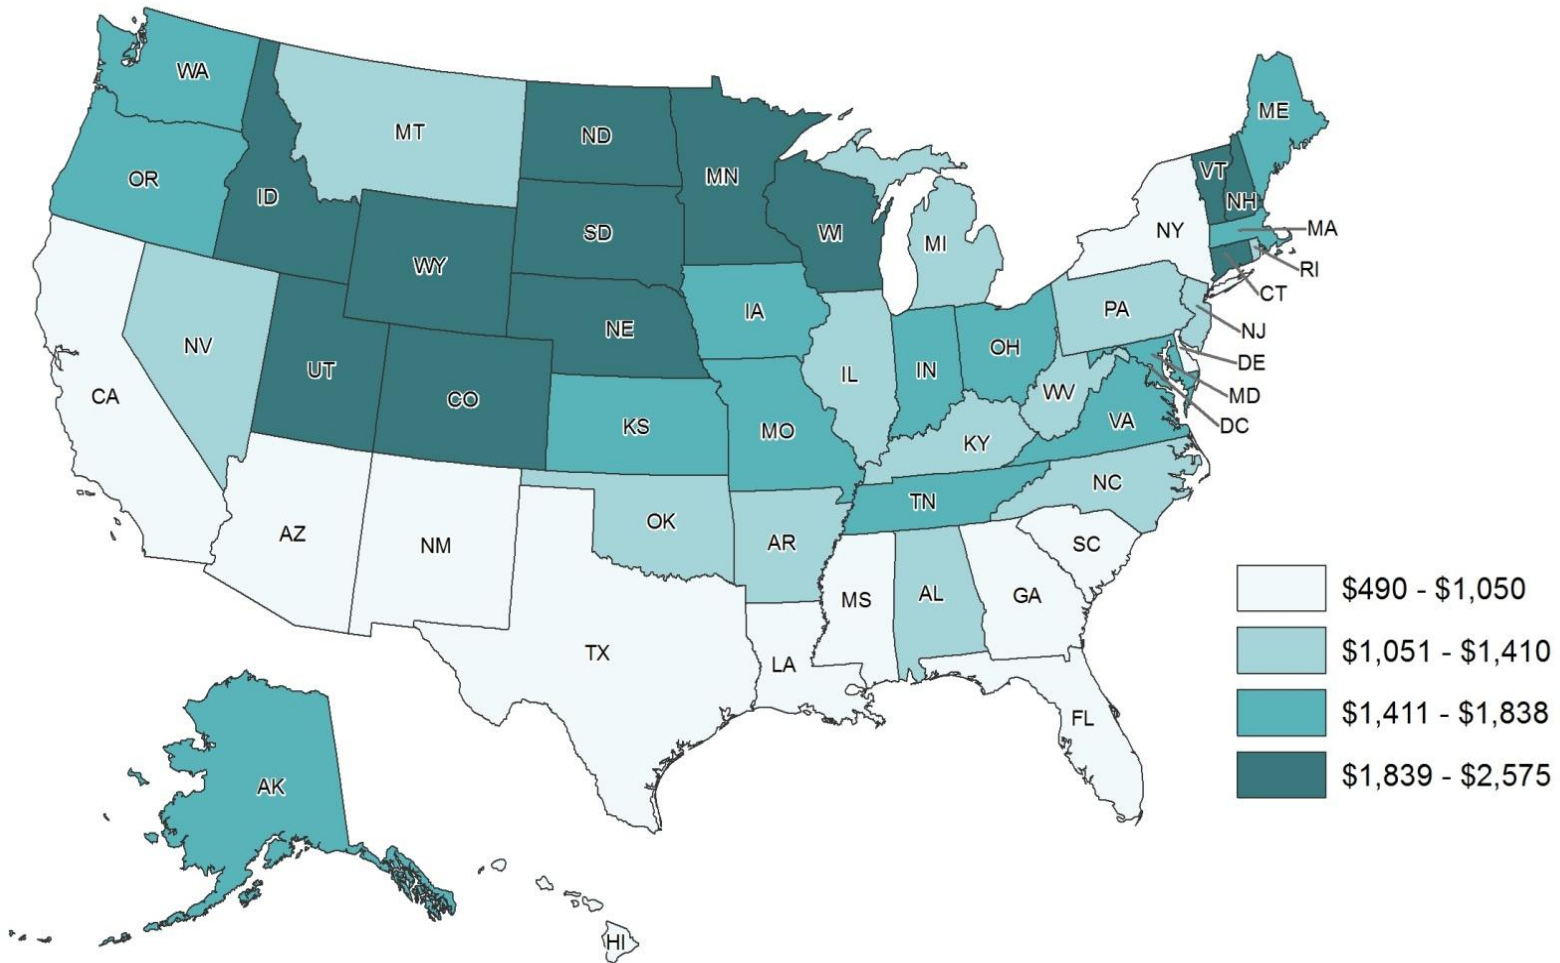 WA
MT
ND
MN
ME
OR
ID
VT
NH
SD
WI
MI
NY
MA
WY
RI
CT
IA
PA
NE
NJ
NV
OH
DE
UT
IL
IN
WV
MD
CA
CO
DC
KS
MO
VA
KY
NC
TN
OK
AZ
NM
AR
SC
MS
AL
GA
$490 - $1,050
TX
LA
$1,051 - $1,410
FL
$1,411 - $1,838
AK
$1,839 - $2,575
HI